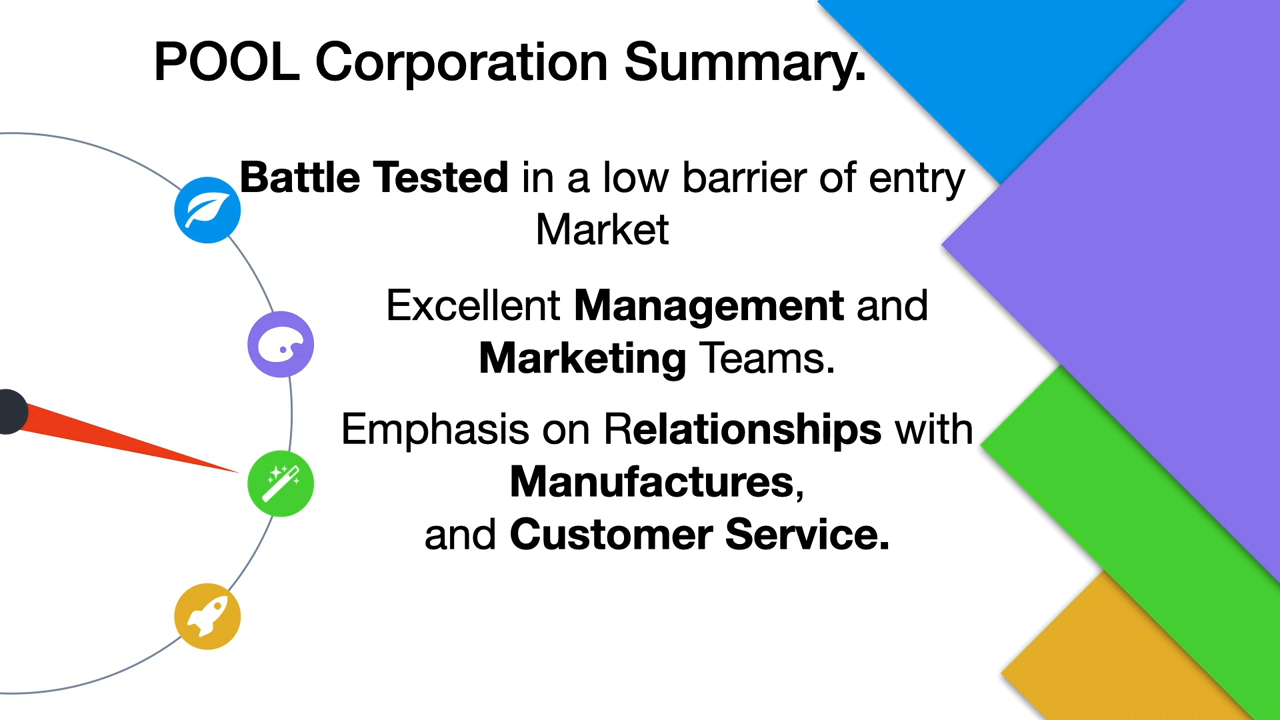 POOL Corporation Summary.
Battle Tested in a low barrier of entry
Market
Excellent Management and
Marketing Teams.
Emphasis on Relationships with
Manufactures,
and Customer Service.